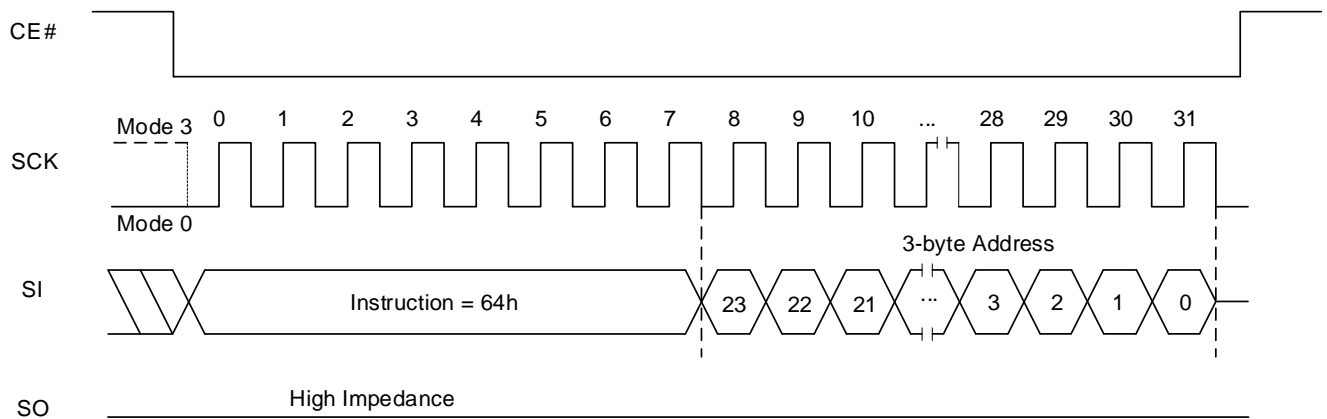 CE#
0 1 2 3 4 5 6 7 8 9 10 ... 28 29 30 31
Mode 3
SCK
Mode 0
3-byte Address
SI
Instruction = 64h 23 22 21 ... 3 2 1 0
High Impedance
SO